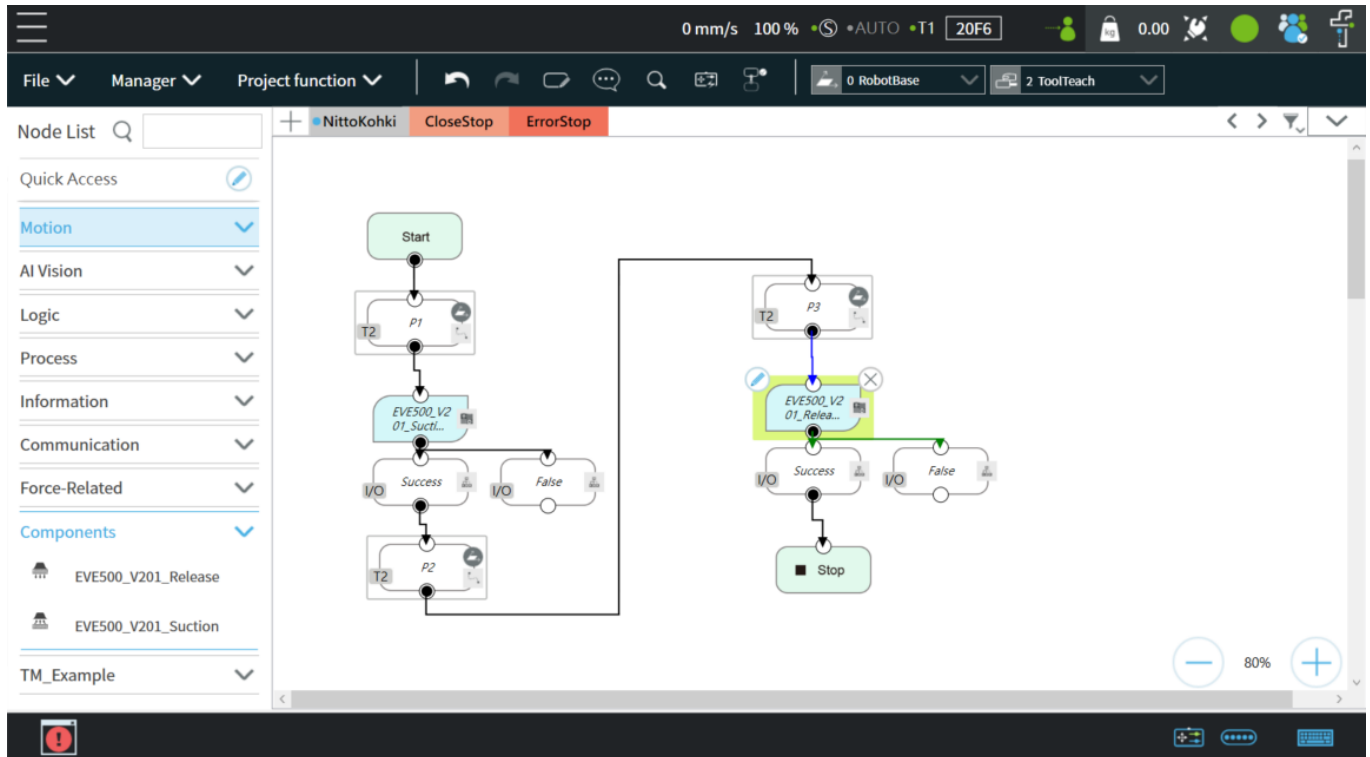 0 mm/s 100 % •Ⓢ •AUTO •T1 20F6 kg 0.00
File Manager Project function 0 RobotBase 2 ToolTeach
Node List
NittoKohki CloseStop ErrorStop
Quick Access
Motion
AI Vision
Logic
Process
Information
Communication
Force-Related
Components
EVE500_V201_Release
EVE500_V201_Suction
TM_Example
Start
P1
T2
EVE500_V2
01_Sucti...
Success
I/O
False
I/O
P2
T2
P3
T2
EVE500_V2
01_Relea...
Success
I/O
False
I/O
Stop
80%